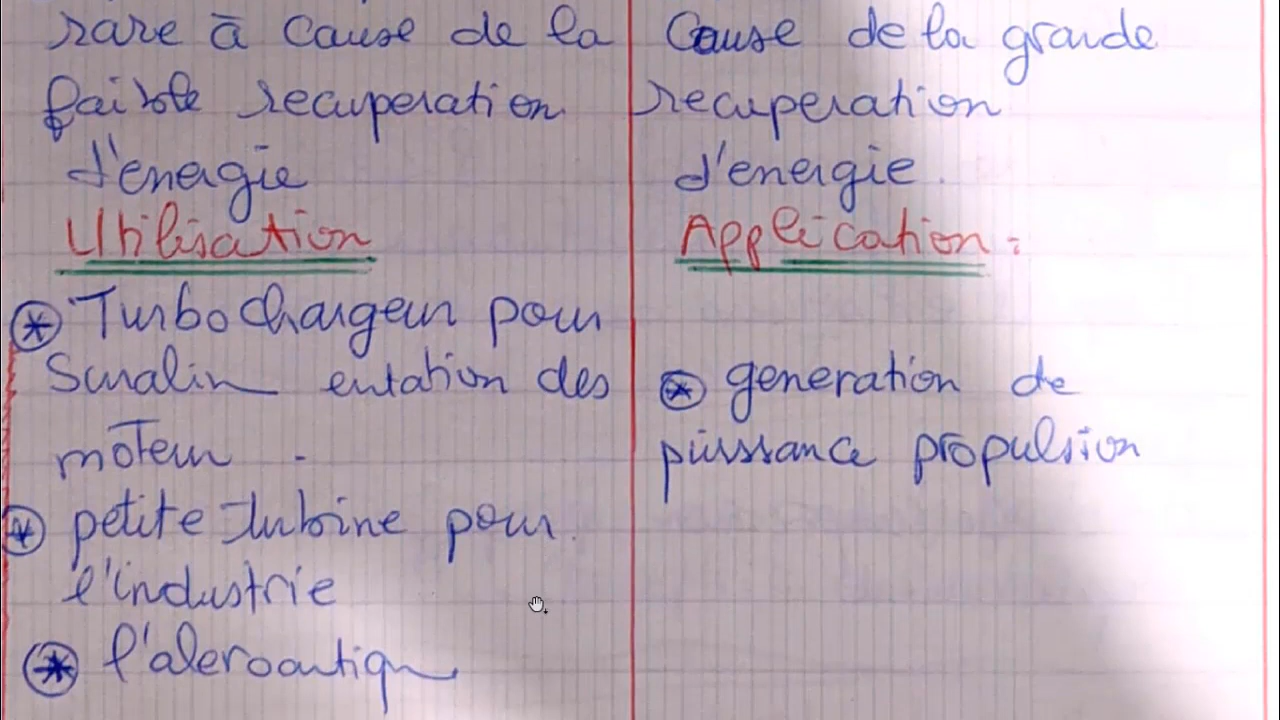 rare à cause de la
faible recuperation
d'energie
Utilisation
Turbochargeur pour
Suralimentation des
moteur .
petite turbine pour
l'industrie
l'aleroautiq
Cause de la grande
recuperation
d'energie.
Application :
generation de
puissance propulsion